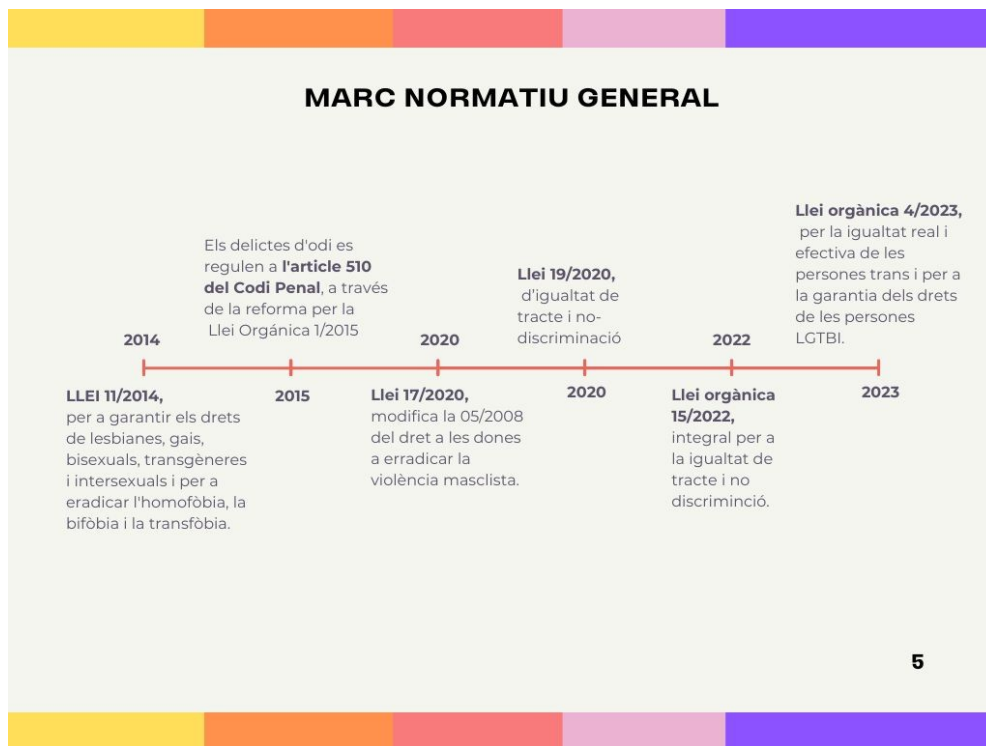 MARC NORMATIU GENERAL
2014
LLEI 11/2014,
per a garantir els drets
de lesbianes, gais,
bisexuals, transgèneres
i intersexuals i per a
eradicar l'homofòbia, la
bifòbia i la transfòbia.
Els delictes d'odi es
regulen a l'article 510
del Codi Penal, a través
de la reforma per la
Llei Orgánica 1/2015
2015
2020
Llei 17/2020,
modifica la 05/2008
del dret a les dones
a erradicar la
violència masclista.
Llei 19/2020,
d'igualtat de
tracte i no-
discriminació
2020
2022
Llei orgànica
15/2022,
integral per a
la igualtat de
tracte i no
discriminció.
Llei orgànica 4/2023,
per la igualtat real i
efectiva de les
persones trans i per a
la garantia dels drets
de les persones
LGTBI.
2023
5